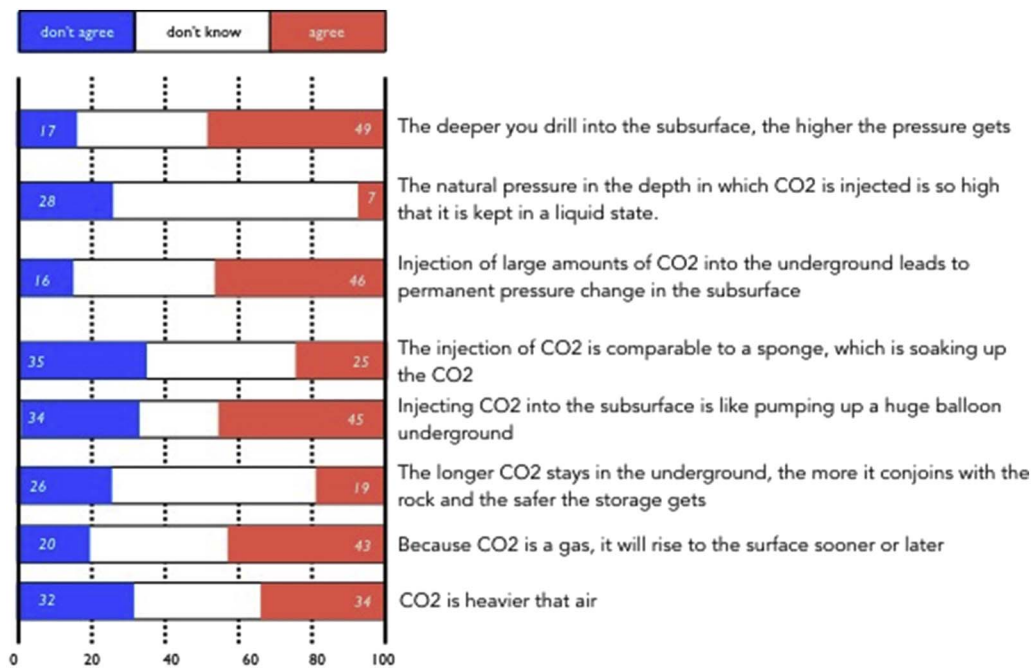 don't agree don't know agree
17 49 The deeper you drill into the subsurface, the higher the pressure gets
28 7 The natural pressure in the depth in which CO2 is injected is so high
that it is kept in a liquid state.
16 46 Injection of large amounts of CO2 into the underground leads to
permanent pressure change in the subsurface
35 25 The injection of CO2 is comparable to a sponge, which is soaking up
the CO2
34 45 Injecting CO2 into the subsurface is like pumping up a huge balloon
underground
26 19 The longer CO2 stays in the underground, the more it conjoins with the
rock and the safer the storage gets
20 43 Because CO2 is a gas, it will rise to the surface sooner or later
32 34 CO2 is heavier that air
0 20 40 60 80 100